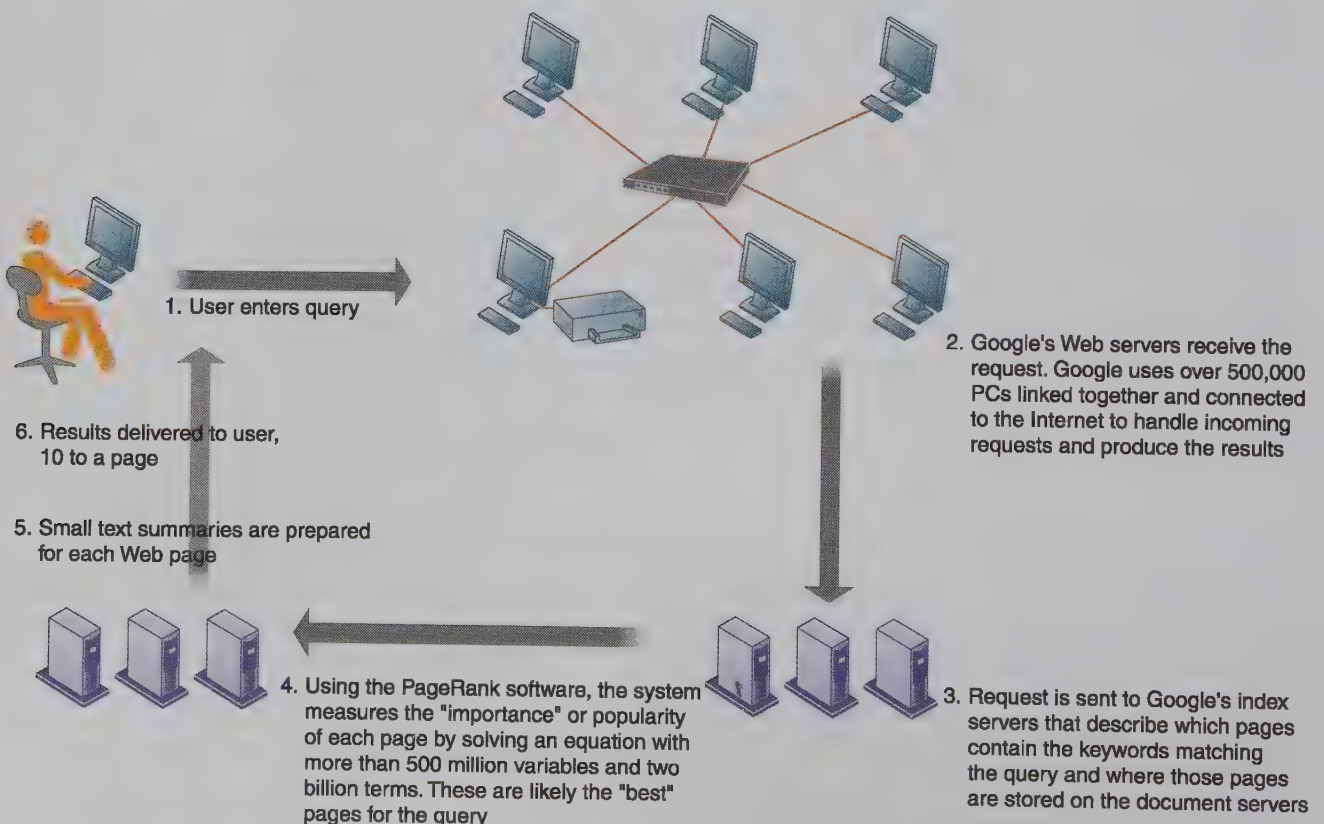 1. User enters query
2. Google's Web servers receive the
request. Google uses over 500,000
PCs linked together and connected
to the Internet to handle incoming
requests and produce the results
3. Request is sent to Google's index
servers that describe which pages
contain the keywords matching
the query and where those pages
are stored on the document servers
4. Using the PageRank software, the system
measures the "importance" or popularity
of each page by solving an equation with
more than 500 million variables and two
billion terms. These are likely the "best"
pages for the query
5. Small text summaries are prepared
for each Web page
6. Results delivered to user,
10 to a page